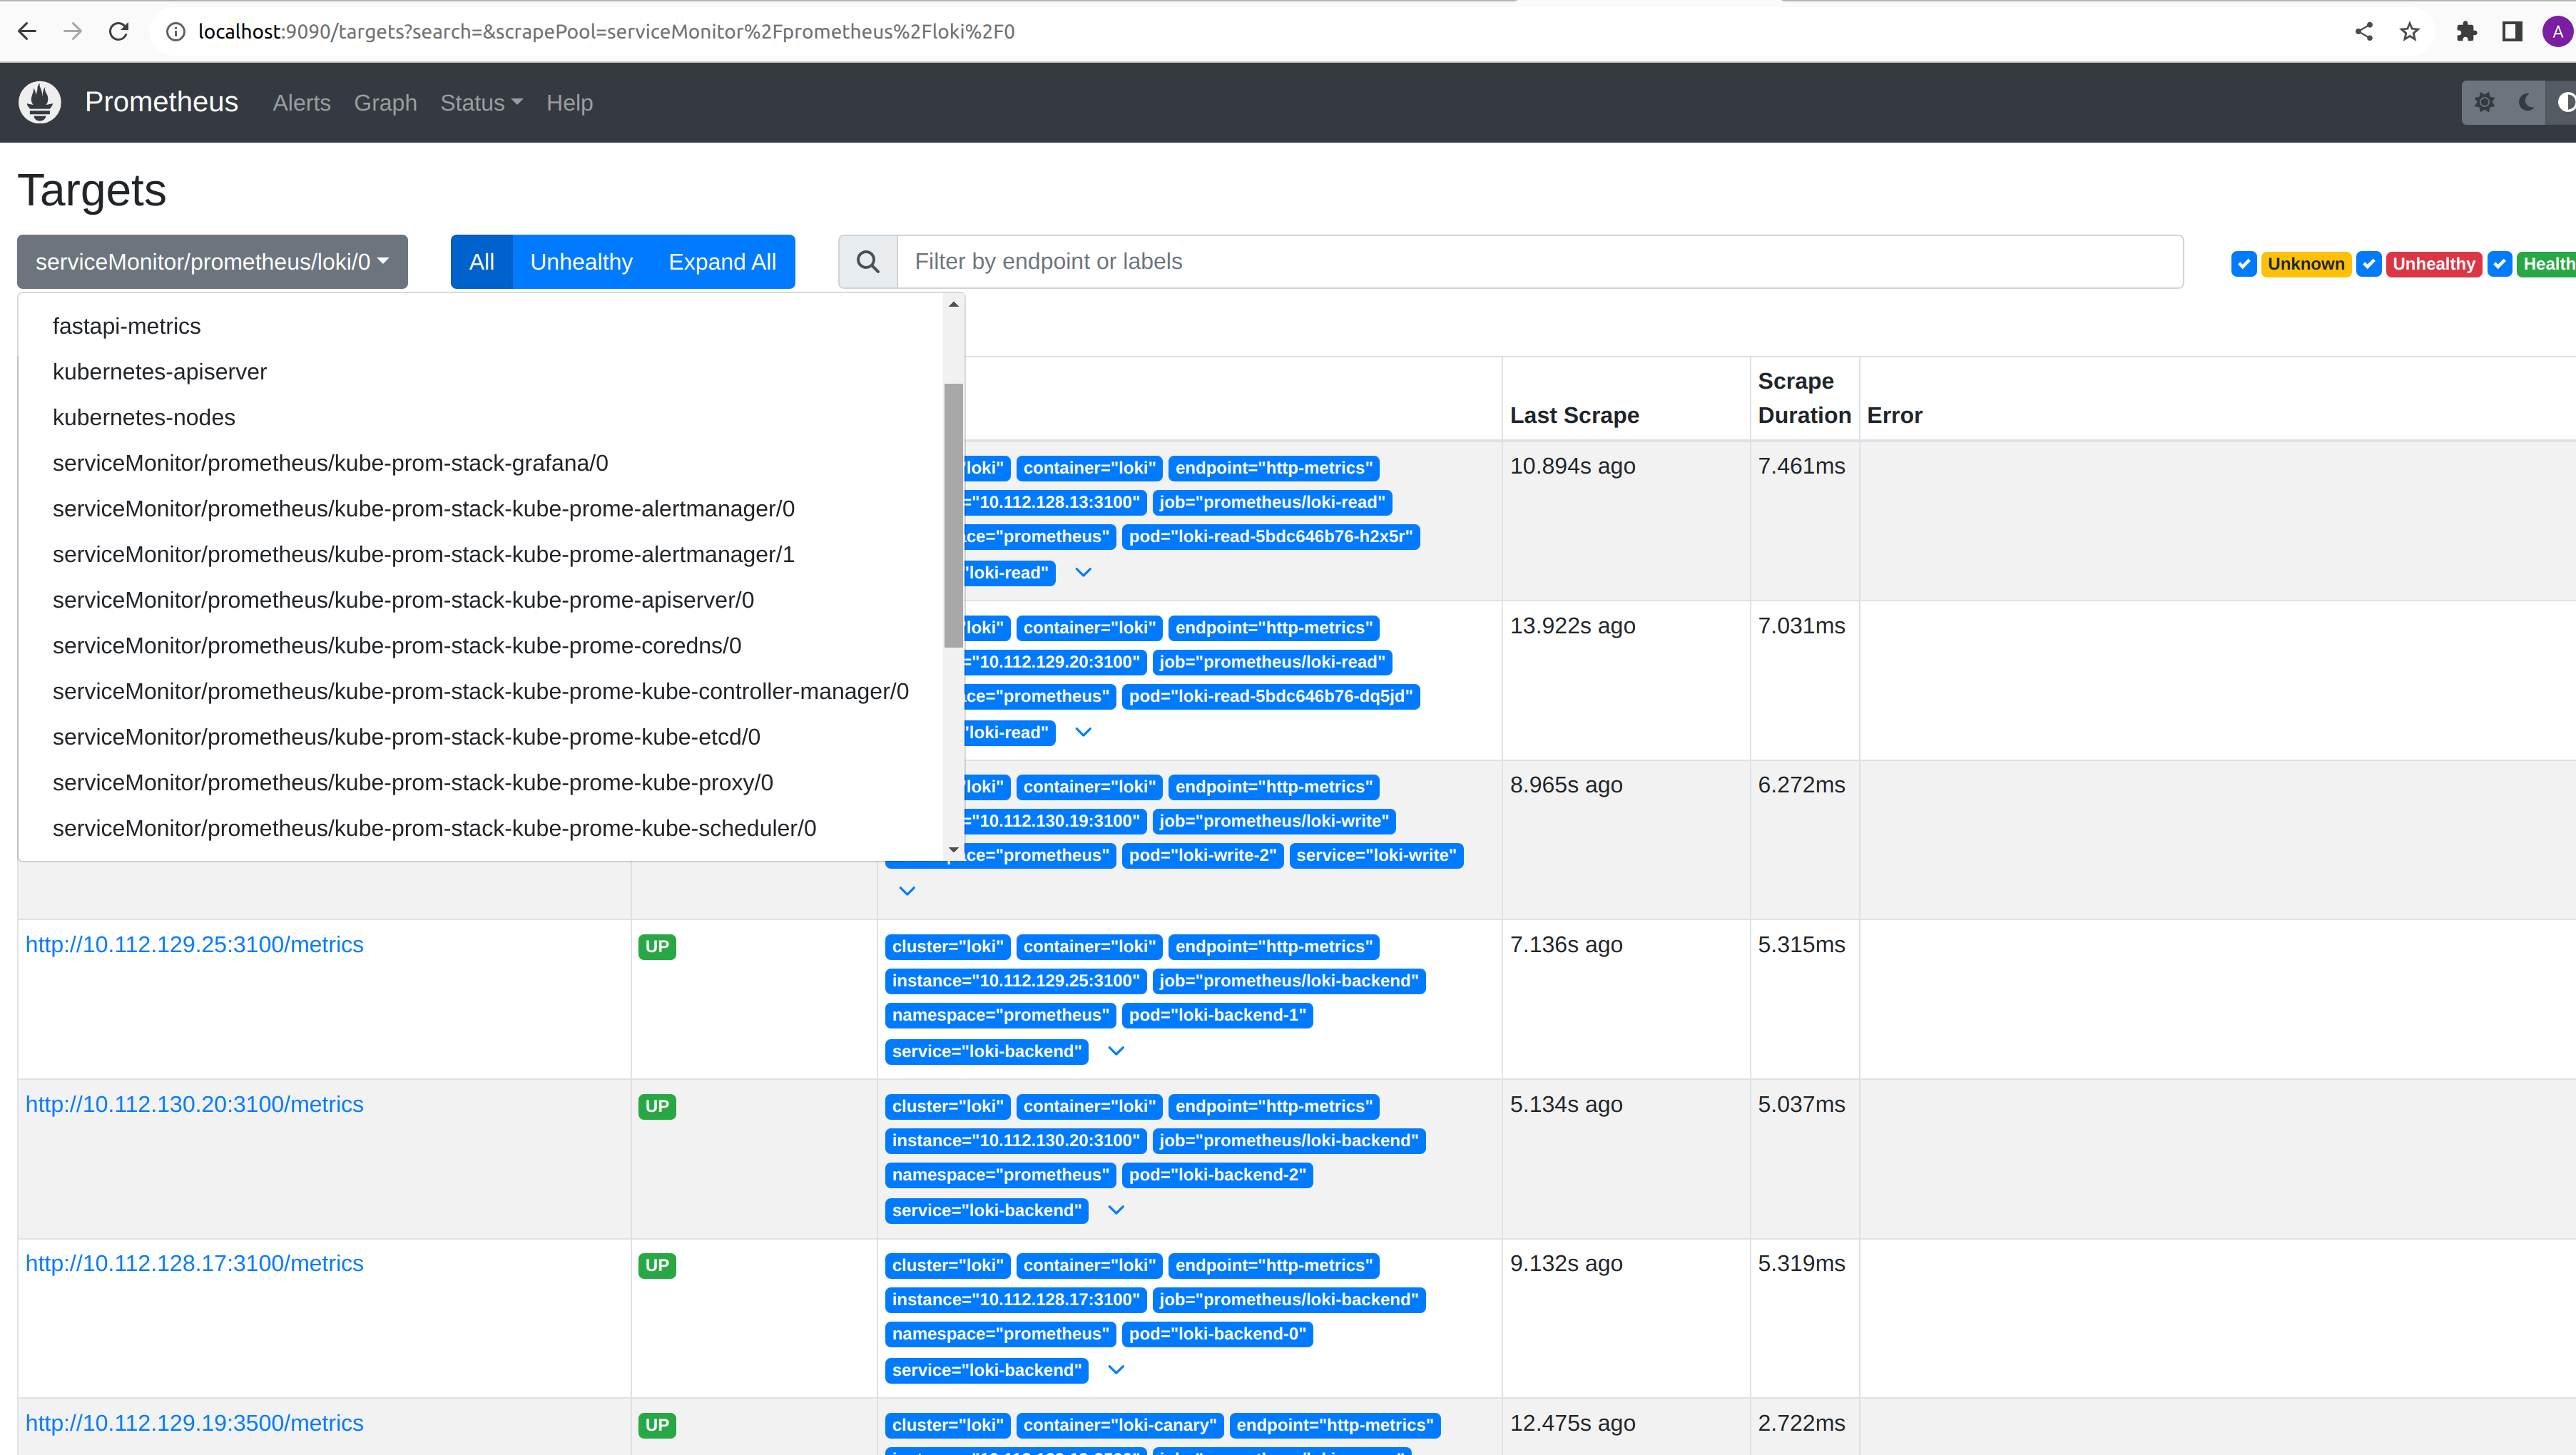 localhost:9090/targets?search=&scrapePool=serviceMonitor%2Fprometheus%2Floki%2F0
A
Prometheus Alerts Graph Status Help
Targets
serviceMonitor/prometheus/loki/0 All Unhealthy Expand All Filter by endpoint or labels Unknown Unhealthy Health
fastapi-metrics
kubernetes-apiserver
kubernetes-nodes
serviceMonitor/prometheus/kube-prom-stack-grafana/0
serviceMonitor/prometheus/kube-prom-stack-kube-prome-alertmanager/0
serviceMonitor/prometheus/kube-prom-stack-kube-prome-alertmanager/1
serviceMonitor/prometheus/kube-prom-stack-kube-prome-apiserver/0
serviceMonitor/prometheus/kube-prom-stack-kube-prome-coredns/0
serviceMonitor/prometheus/kube-prom-stack-kube-prome-kube-controller-manager/0
serviceMonitor/prometheus/kube-prom-stack-kube-prome-kube-etcd/0
serviceMonitor/prometheus/kube-prom-stack-kube-prome-kube-proxy/0
serviceMonitor/prometheus/kube-prom-stack-kube-prome-kube-scheduler/0
Last Scrape Scrape Duration Error
loki" container="loki" endpoint="http-metrics" 10.894s ago 7.461ms
="10.112.128.13:3100" job="prometheus/loki-read"
ce="prometheus" pod="loki-read-5bdc646b76-h2x5r"
"loki-read"
loki" container="loki" endpoint="http-metrics" 13.922s ago 7.031ms
="10.112.129.20:3100" job="prometheus/loki-read"
ce="prometheus" pod="loki-read-5bdc646b76-dq5jd"
"loki-read"
loki" container="loki" endpoint="http-metrics" 8.965s ago 6.272ms
="10.112.130.19:3100" job="prometheus/loki-write"
ce="prometheus" pod="loki-write-2" service="loki-write"
http://10.112.129.25:3100/metrics UP cluster="loki" container="loki" endpoint="http-metrics" 7.136s ago 5.315ms
instance="10.112.129.25:3100" job="prometheus/loki-backend"
namespace="prometheus" pod="loki-backend-1"
service="loki-backend"
http://10.112.130.20:3100/metrics UP cluster="loki" container="loki" endpoint="http-metrics" 5.134s ago 5.037ms
instance="10.112.130.20:3100" job="prometheus/loki-backend"
namespace="prometheus" pod="loki-backend-2"
service="loki-backend"
http://10.112.128.17:3100/metrics UP cluster="loki" container="loki" endpoint="http-metrics" 9.132s ago 5.319ms
instance="10.112.128.17:3100" job="prometheus/loki-backend"
namespace="prometheus" pod="loki-backend-0"
service="loki-backend"
http://10.112.129.19:3500/metrics UP cluster="loki" container="loki-canary" endpoint="http-metrics" 12.475s ago 2.722ms